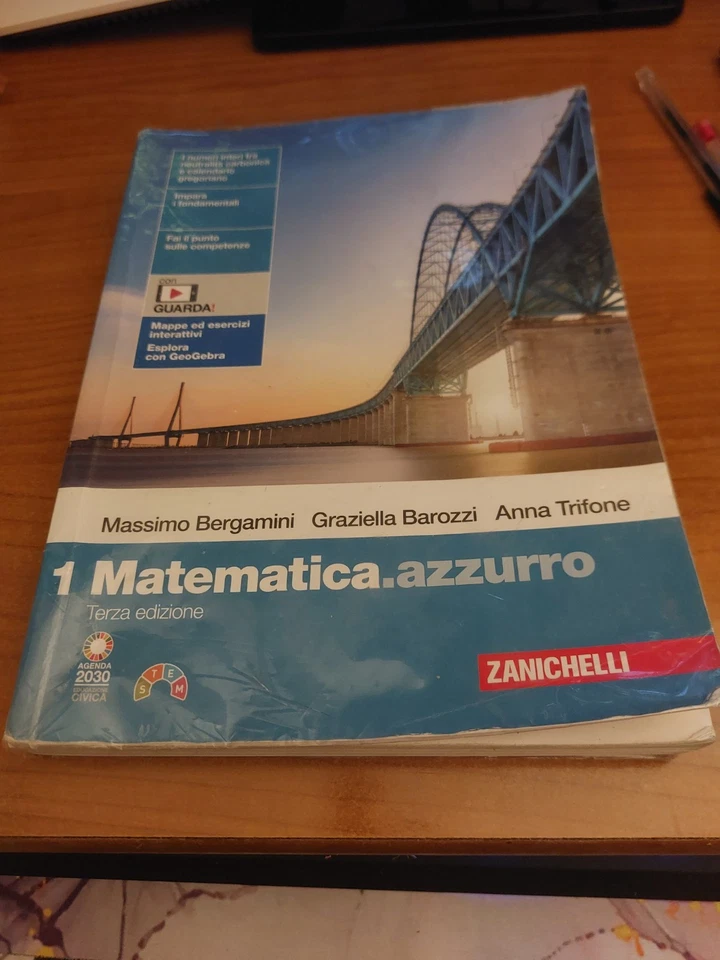 I numeri interi tra
neutralità carbonica
e calendario
gregoriano
Impara
i fondamentali
Fai il punto
sulle competenze
con
GUARDA!
Mappe ed esercizi
interattivi
Esplora
con GeoGebra
Massimo Bergamini Graziella Barozzi Anna Trifone
1 Matematica.azzurro
Terza edizione
AGENDA
2030
EDUCAZIONE
CIVICA
STEM
ZANICHELLI